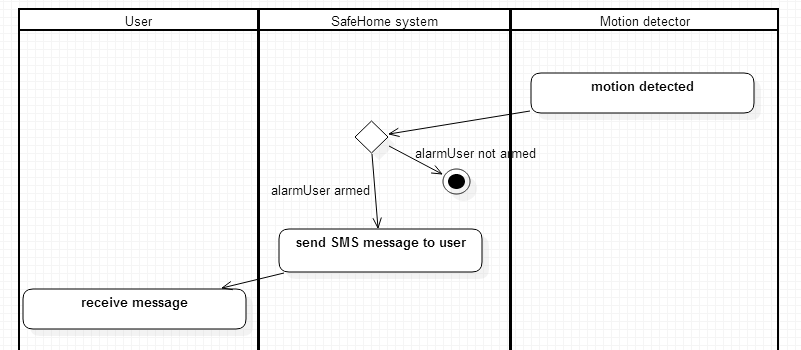 User
SafeHome system
Motion detector
motion detected
alarmUser not armed
alarmUser armed
send SMS message to user
receive message